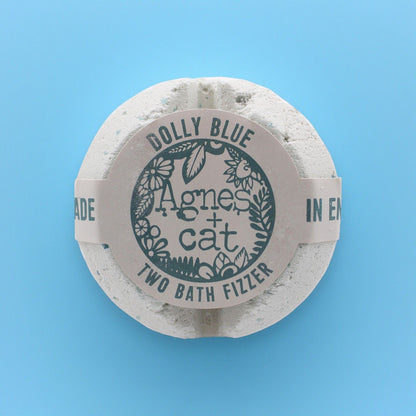 DOLLY BLUE
Agnes
+
cat
TWO BATH FIZZER
ADE
IN EN